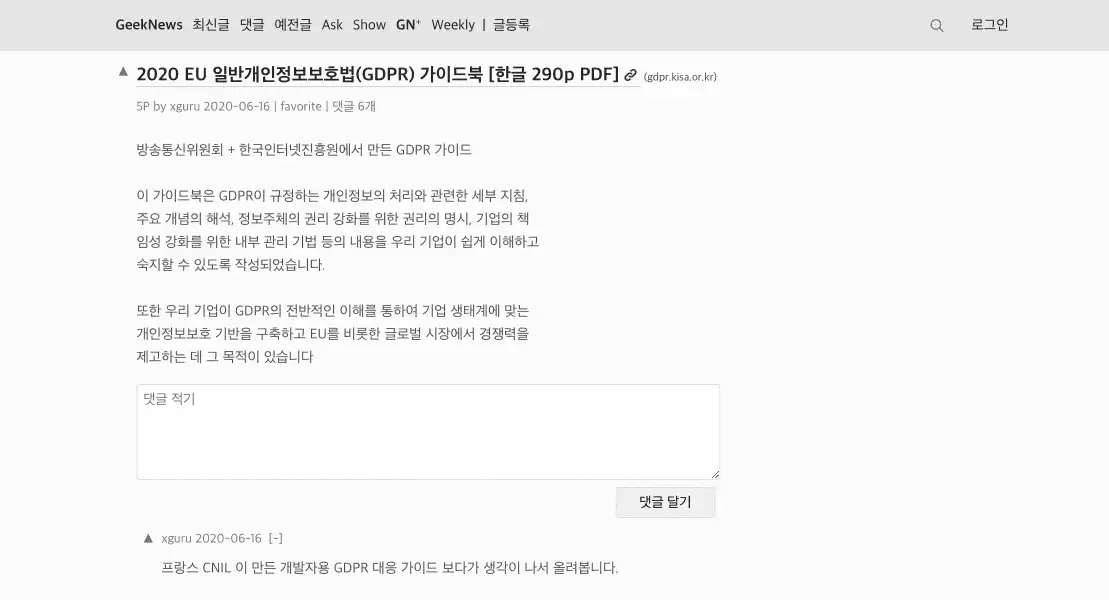 GeekNews 최신글 댓글 예전글 Ask Show GN⁺ Weekly | 글등록 로그인
▲ 2020 EU 일반개인정보보호법(GDPR) 가이드북 [한글 290p PDF] (gdpr.kisa.or.kr)
5P by xguru 2020-06-16 | favorite | 댓글 6개
방송통신위원회 + 한국인터넷진흥원에서 만든 GDPR 가이드
이 가이드북은 GDPR이 규정하는 개인정보의 처리와 관련한 세부 지침,
주요 개념의 해석, 정보주체의 권리 강화를 위한 권리의 명시, 기업의 책
임성 강화를 위한 내부 관리 기법 등의 내용을 우리 기업이 쉽게 이해하고
숙지할 수 있도록 작성되었습니다.
또한 우리 기업이 GDPR의 전반적인 이해를 통하여 기업 생태계에 맞는
개인정보보호 기반을 구축하고 EU를 비롯한 글로벌 시장에서 경쟁력을
제고하는 데 그 목적이 있습니다
댓글 적기
댓글 달기
▲ xguru 2020-06-16 [-]
프랑스 CNIL 이 만든 개발자용 GDPR 대응 가이드 보다가 생각이 나서 올려봅니다.